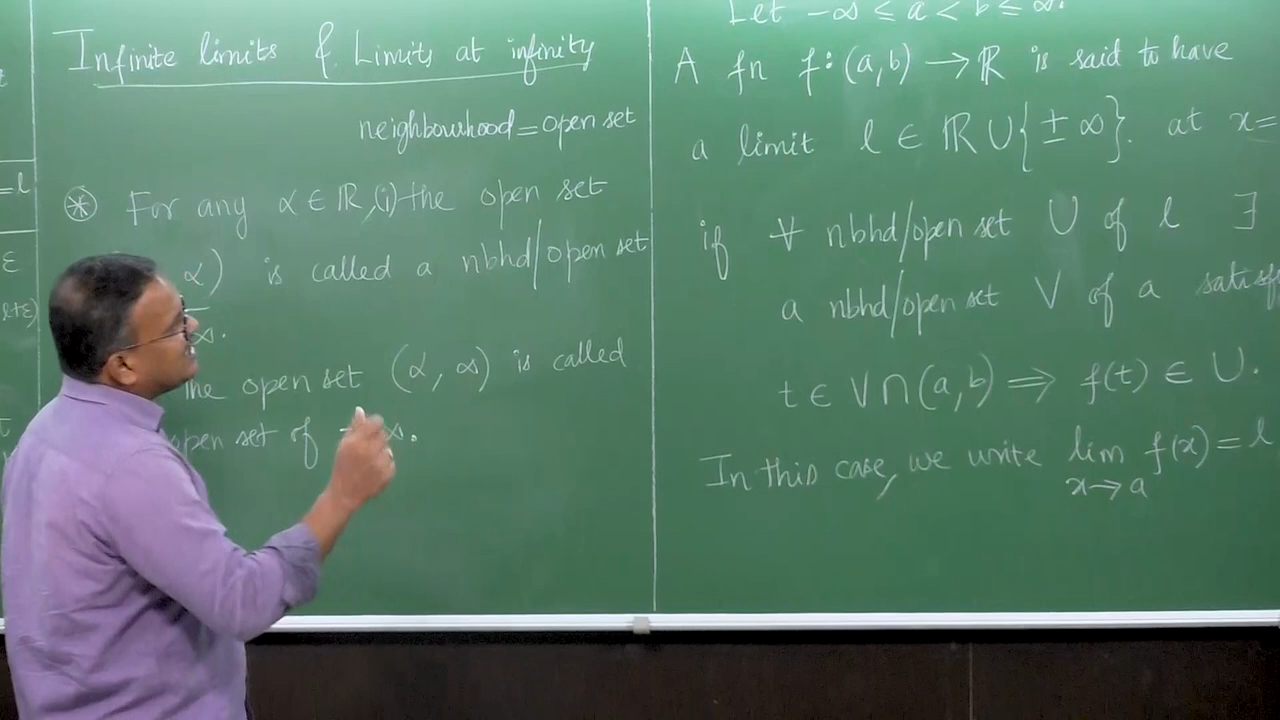 Infinite limits & Limits at infinity
neighbourhood = open set
⊛ For any α ∈ ℝ, (i) the open set
α) is called a nbhd/open set
∞.
the open set (α, ∞) is called
open set of ∞.
Let -∞ ≤ a < b ≤ ∞.
A fn f: (a,b) → ℝ is said to have
a limit l ∈ ℝ ∪ {±∞}. at x=
if ∀ nbhd/open set U of l ∃
a nbhd/open set V of a satisf
t ∈ V ∩ (a,b) ⇒ f(t) ∈ U.
In this case, we write lim f(x) = l
x→a
=l
ε
l+ε)